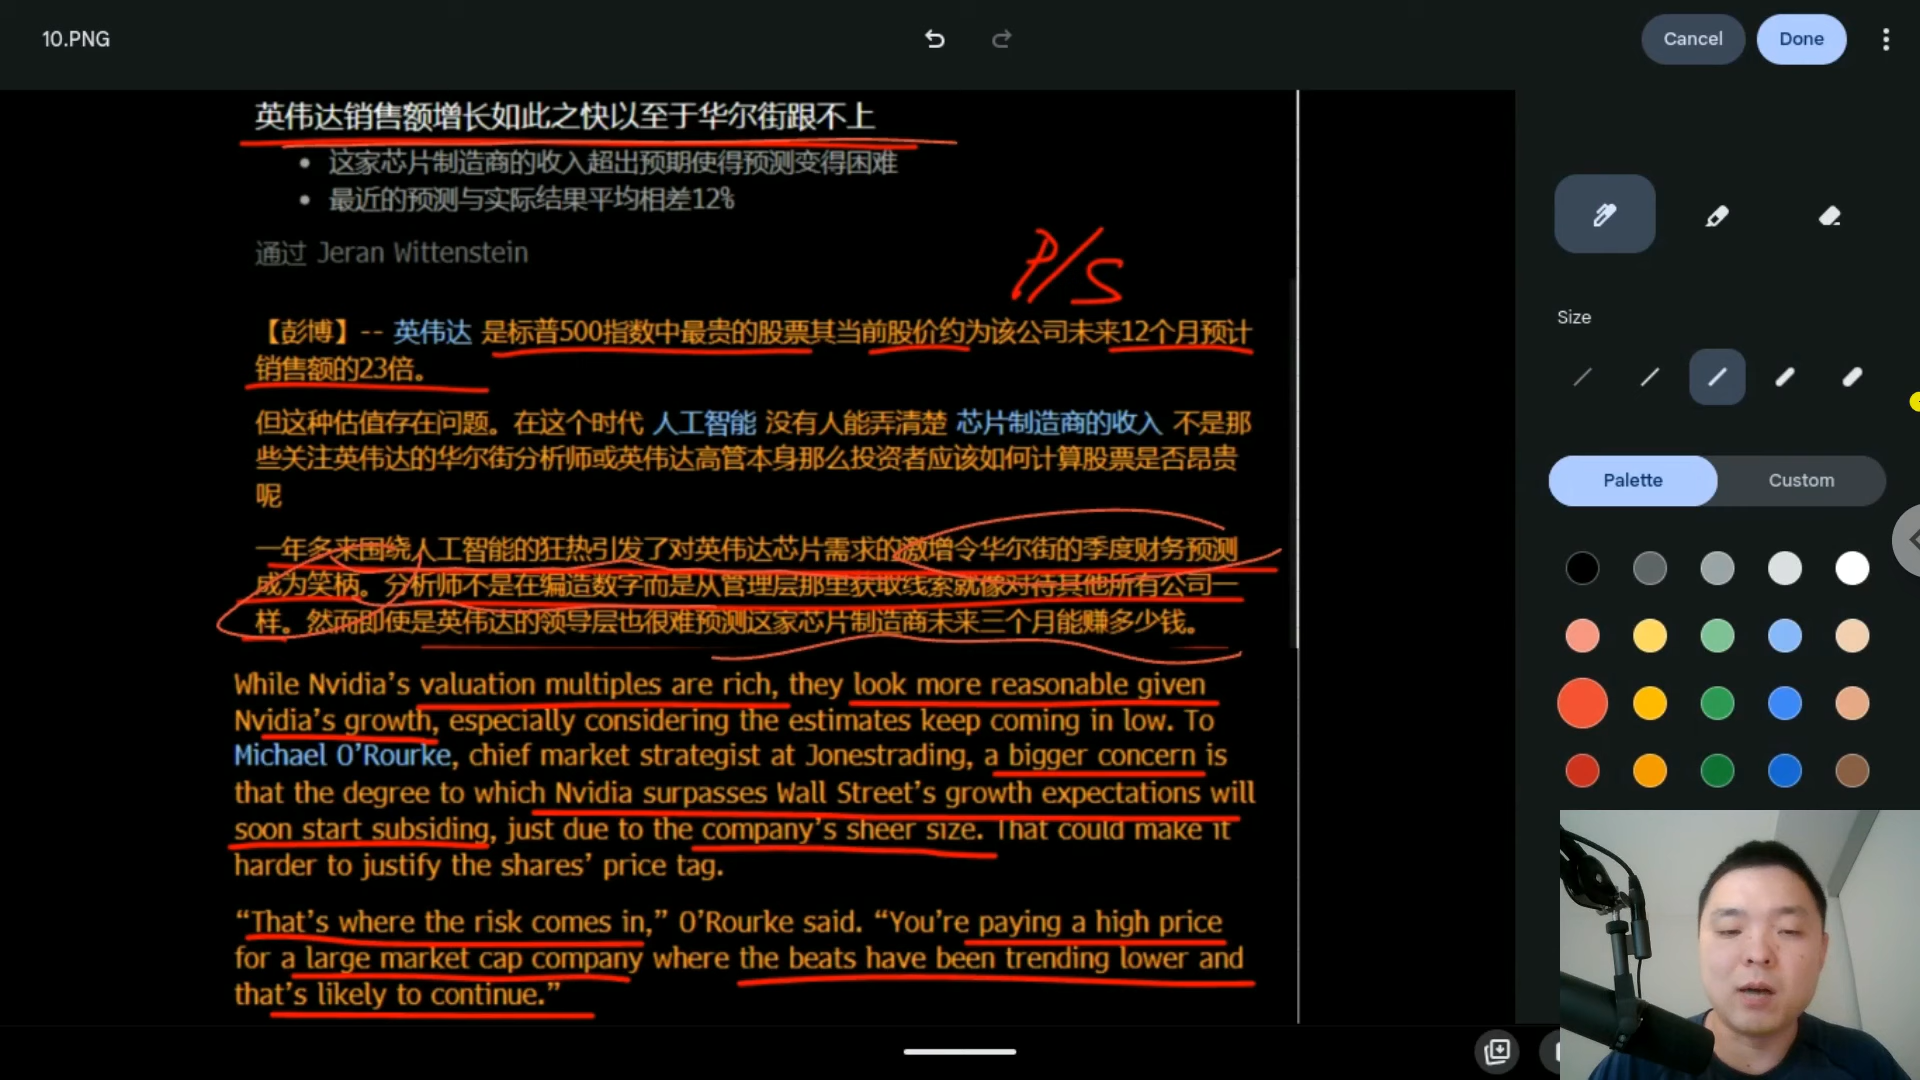 10.PNG
Cancel
Done
英伟达销售额增长如此之快以至于华尔街跟不上
• 这家芯片制造商的收入超出预期使得预测变得困难
• 最近的预测与实际结果平均相差12%
通过 Jeran Wittenstein
P/S
【彭博】-- 英伟达 是标普500指数中最贵的股票其当前股价约为该公司未来12个月预计
销售额的23倍。
但这种估值存在问题。在这个时代 人工智能 没有人能弄清楚 芯片制造商的收入 不是那
些关注英伟达的华尔街分析师或英伟达高管本身那么投资者应该如何计算股票是否昂贵
呢
一年多来围绕人工智能的狂热引发了对英伟达芯片需求的激增令华尔街的季度财务预测
成为笑柄。分析师不是在编造数字而是从管理层那里获取线索就像对待其他所有公司一
样。然而即使是英伟达的领导层也很难预测这家芯片制造商未来三个月能赚多少钱。
While Nvidia’s valuation multiples are rich, they look more reasonable given
Nvidia’s growth, especially considering the estimates keep coming in low. To
Michael O’Rourke, chief market strategist at Jonestrading, a bigger concern is
that the degree to which Nvidia surpasses Wall Street’s growth expectations will
soon start subsiding, just due to the company’s sheer size. That could make it
harder to justify the shares’ price tag.
“That’s where the risk comes in,” O’Rourke said. “You’re paying a high price
for a large market cap company where the beats have been trending lower and
that’s likely to continue.”
Size
Palette
Custom